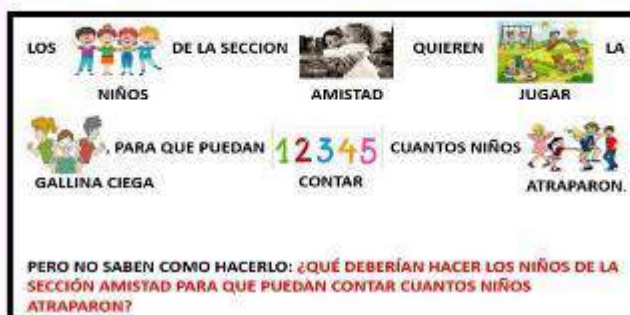 LOS DE LA SECCION QUIEREN LA
NIÑOS AMISTAD JUGAR
, PARA QUE PUEDAN 12345 CUANTOS NIÑOS
GALLINA CIEGA CONTAR ATRAPARON.
PERO NO SABEN COMO HACERLO: ¿QUÉ DEBERÍAN HACER LOS NIÑOS DE LA
SECCIÓN AMISTAD PARA QUE PUEDAN CONTAR CUANTOS NIÑOS
ATRAPARON?